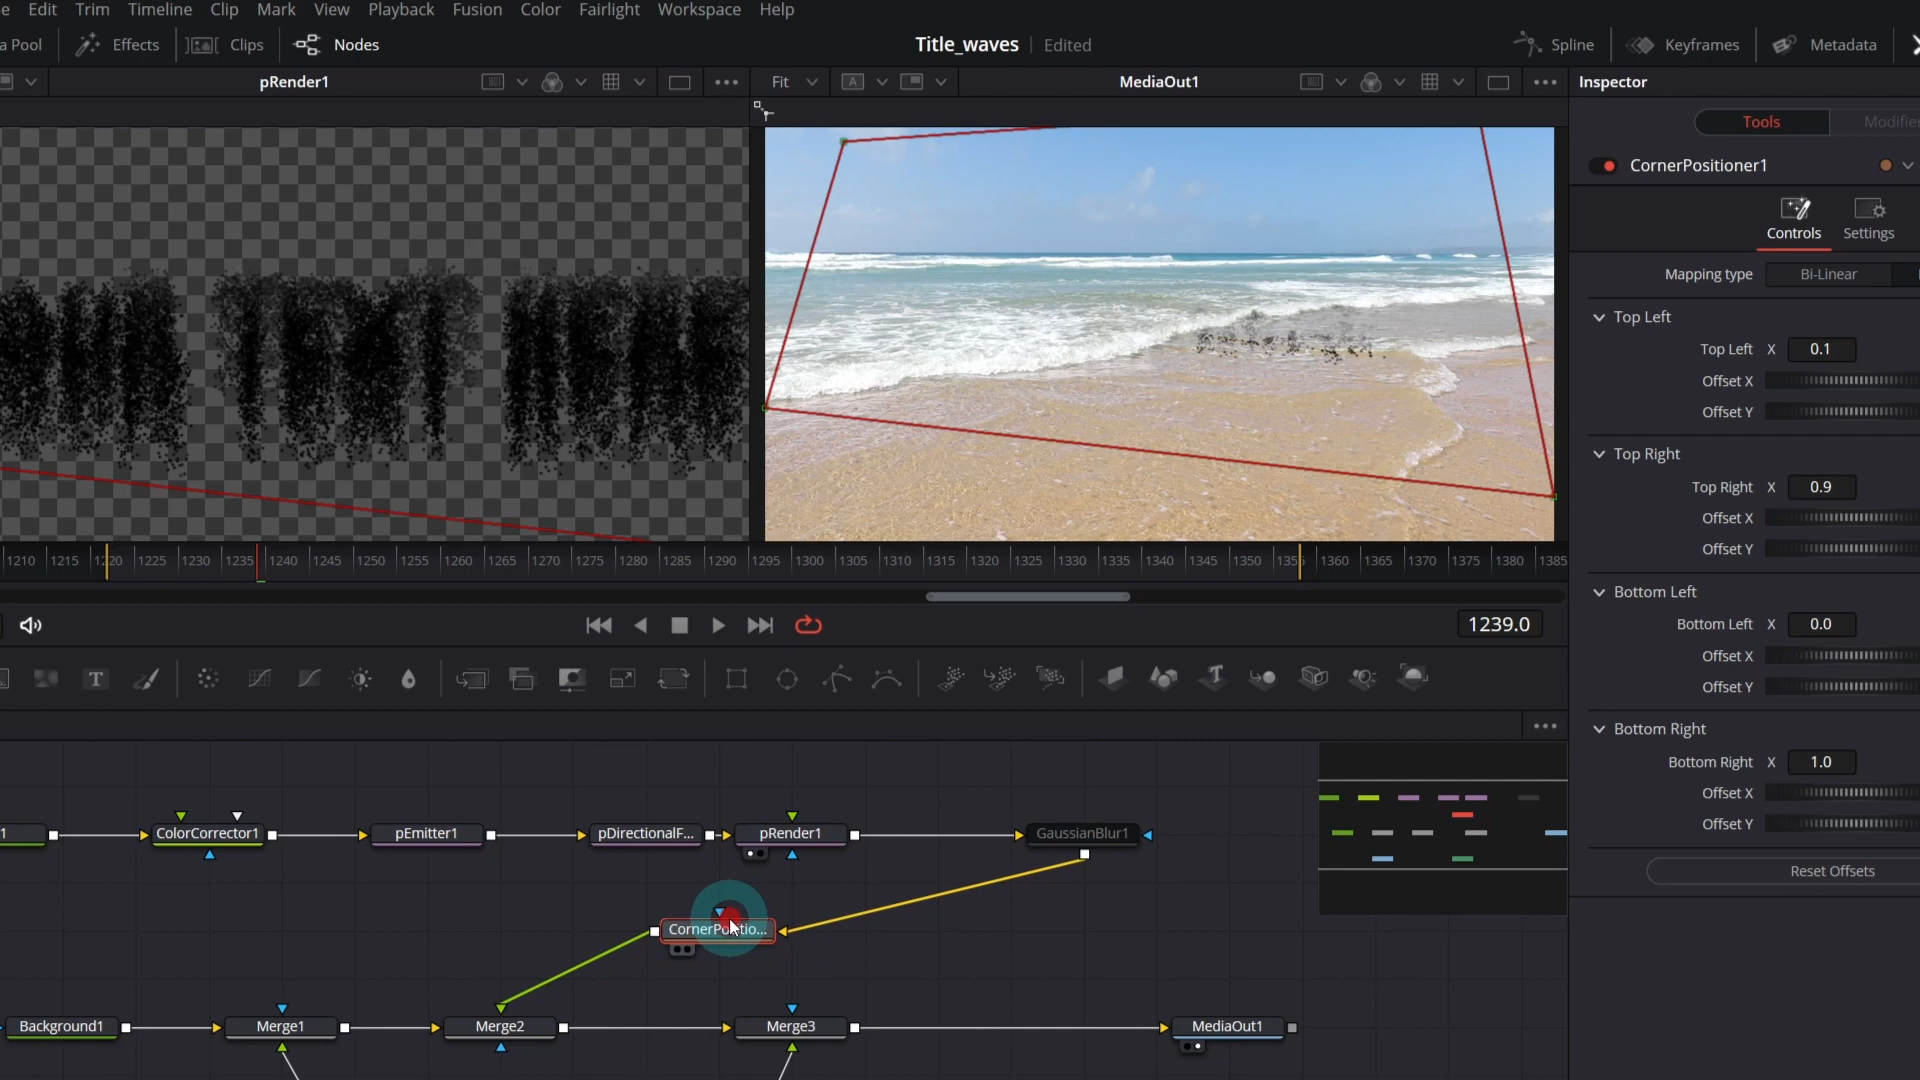 Edit Trim Timeline Clip Mark View Playback Fusion Color Fairlight Workspace Help
a Pool Effects Clips Nodes Title_waves Edited Spline Keyframes Metadata
pRender1 Fit A MediaOut1 Inspector
Tools Modifier
CornerPositioner1
Controls Settings
Mapping type Bi-Linear
Top Left
Top Left X 0.1
Offset X
Offset Y
Top Right
Top Right X 0.9
Offset X
Offset Y
1210 1215 1220 1225 1230 1235 1240 1245 1250 1255 1260 1265 1270 1275 1280 1285 1290 1295 1300 1305 1310 1315 1320 1325 1330 1335 1340 1345 1350 1355 1360 1365 1370 1375 1380 1385
Bottom Left
Bottom Left X 0.0
Offset X
Offset Y
1239.0
T
Bottom Right
Bottom Right X 1.0
Offset X
Offset Y
Reset Offsets
1 ColorCorrector1 pEmitter1 pDirectionalF... pRender1 GaussianBlur1
CornerPositio...
Background1 Merge1 Merge2 Merge3 MediaOut1